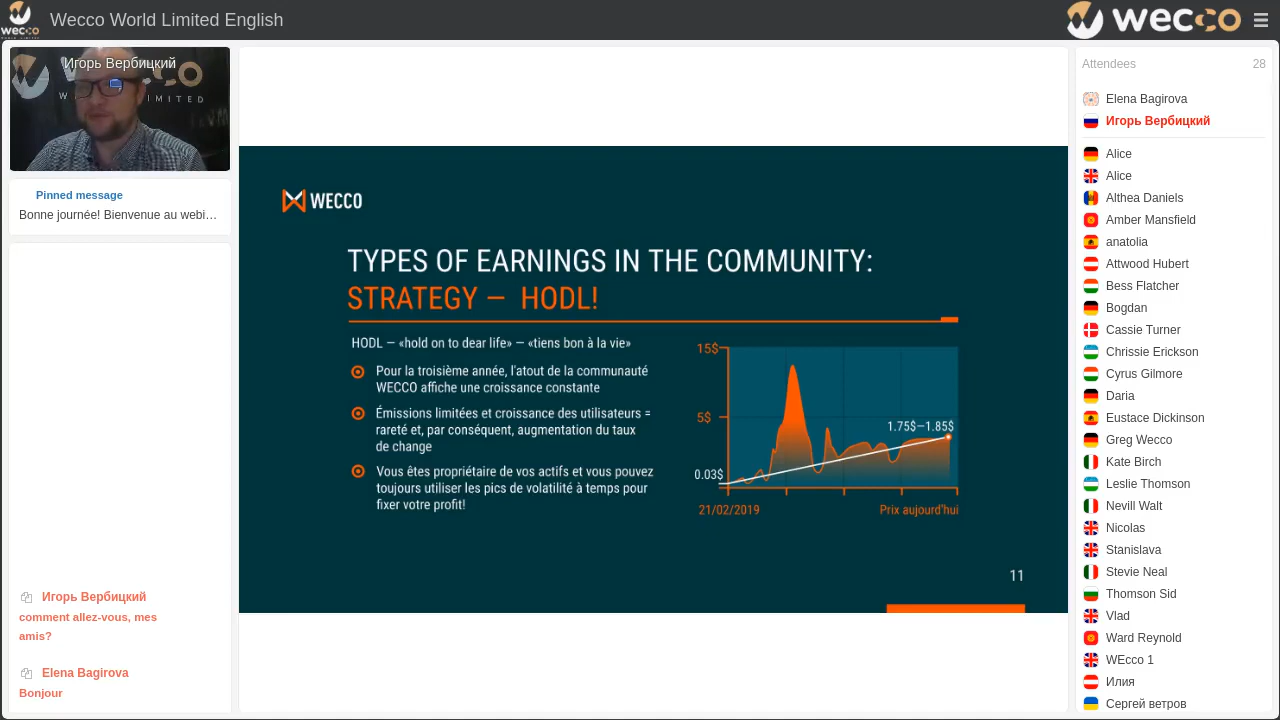 wecco
WORLD LIMITED
Wecco World Limited English
wecco
Игорь Вербицкий
Pinned message
Bonne journée! Bienvenue au webi…
Игорь Вербицкий
comment allez-vous, mes
amis?
Elena Bagirova
Bonjour
WECCO
TYPES OF EARNINGS IN THE COMMUNITY:
STRATEGY – HODL!
HODL – «hold on to dear life» – «tiens bon à la vie»
Pour la troisième année, l'atout de la communauté
WECCO affiche une croissance constante
Émissions limitées et croissance des utilisateurs =
rareté et, par conséquent, augmentation du taux
de change
Vous êtes propriétaire de vos actifs et vous pouvez
toujours utiliser les pics de volatilité à temps pour
fixer votre profit!
15$
5$
1.75$–1.85$
0.03$
21/02/2019
Prix aujourd'hui
11
Attendees 28
Elena Bagirova
Игорь Вербицкий
Alice
Alice
Althea Daniels
Amber Mansfield
anatolia
Attwood Hubert
Bess Flatcher
Bogdan
Cassie Turner
Chrissie Erickson
Cyrus Gilmore
Daria
Eustace Dickinson
Greg Wecco
Kate Birch
Leslie Thomson
Nevill Walt
Nicolas
Stanislava
Stevie Neal
Thomson Sid
Vlad
Ward Reynold
WEcco 1
Илия
Сергей ветров